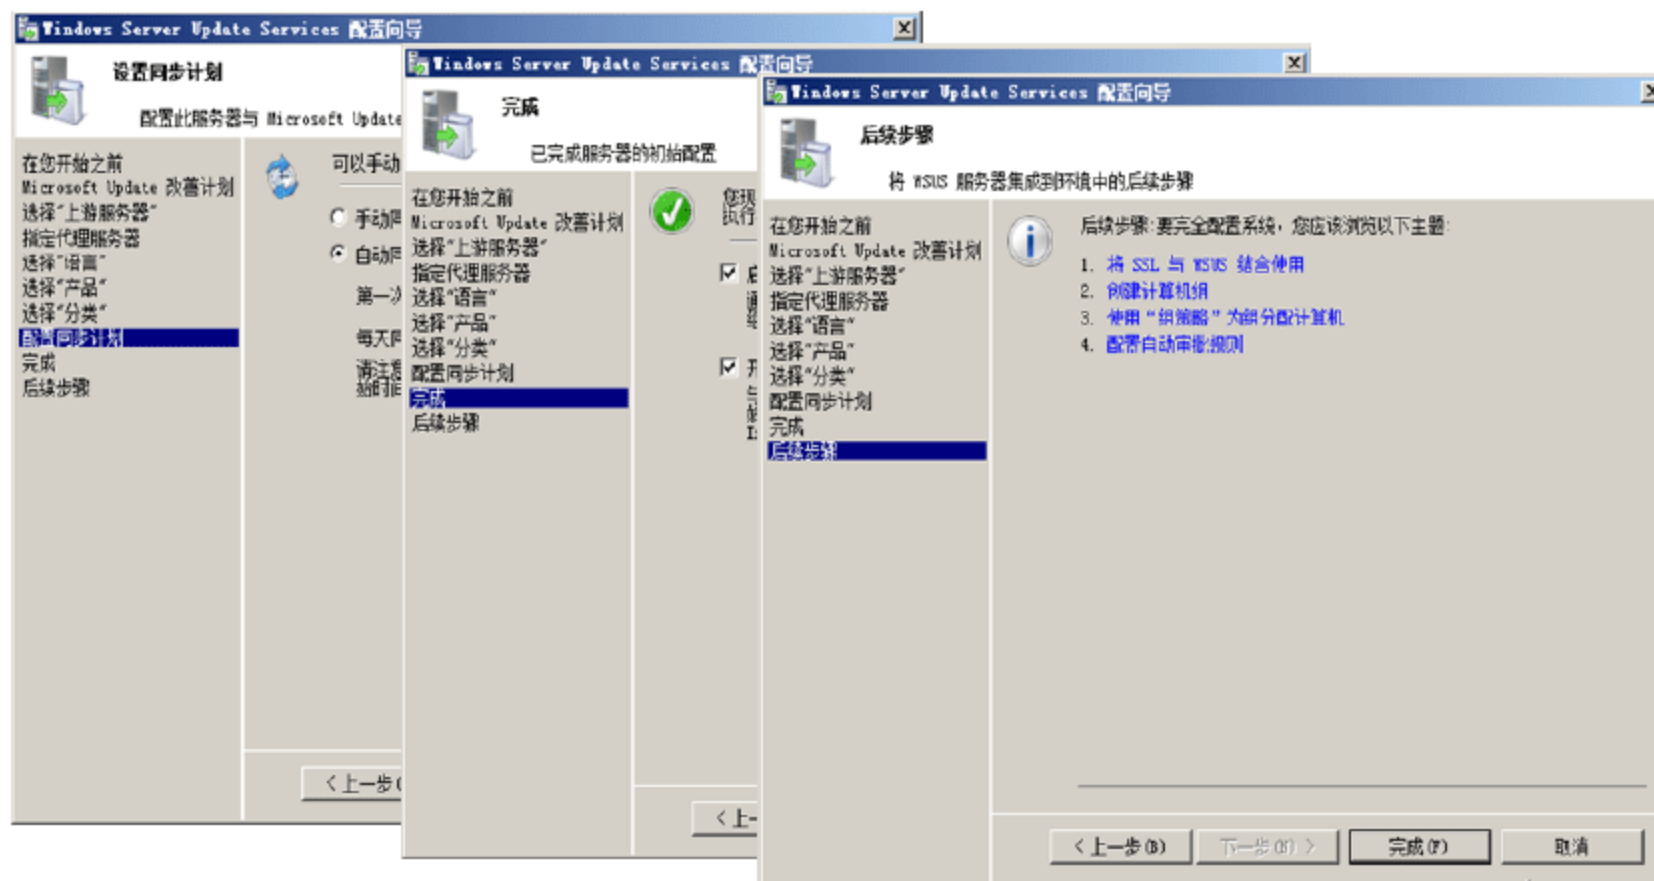 Windows Server Update Services 配置向导
设置同步计划
配置此服务器与 Microsoft Update
在您开始之前
Microsoft Update 改善计划
选择“上游服务器”
指定代理服务器
选择“语言”
选择“产品”
选择“分类”
配置同步计划
完成
后续步骤
可以手动
手动同
自动同
第一次
每天同
请注意
始时间
< 上一步(
Windows Server Update Services 配置向导
完成
已完成服务器的初始配置
在您开始之前
Microsoft Update 改善计划
选择“上游服务器”
指定代理服务器
选择“语言”
选择“产品”
选择“分类”
配置同步计划
完成
后续步骤
您现
执行
< 上一
Windows Server Update Services 配置向导
后续步骤
将 WSUS 服务器集成到环境中的后续步骤
在您开始之前
Microsoft Update 改善计划
选择“上游服务器”
指定代理服务器
选择“语言”
选择“产品”
选择“分类”
配置同步计划
完成
后续步骤
后续步骤:要完全配置系统，您应该浏览以下主题:
1. 将 SSL 与 WSUS 结合使用
2. 创建计算机组
3. 使用“组策略”为组分配计算机
4. 配置自动审批规则
< 上一步(B)
下一步(N) >
完成(F)
取消